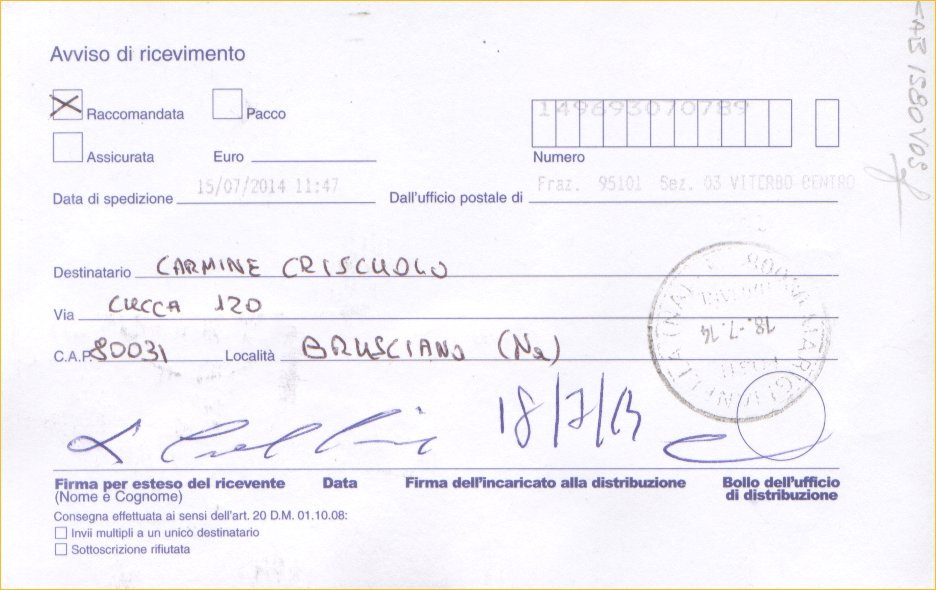 Avviso di ricevimento
Raccomandata Pacco
149693070789
Assicurata Euro Numero
Data di spedizione 15/07/2014 11:47 Dall'ufficio postale di Fraz. 95101 Sez. 03 VITERBO CENTRO
Destinatario CARMINE CRISCUOLO
Via CUCCA 120
C.A.P. 80031 Località BRUSCIANO (Na)
18.-7.14
Firma per esteso del ricevente Data Firma dell'incaricato alla distribuzione Bollo dell'ufficio
(Nome e Cognome) di distribuzione
Consegna effettuata ai sensi dell'art. 20 D.M. 01.10.08:
Invii multipli a un unico destinatario
Sottoscrizione rifiutata